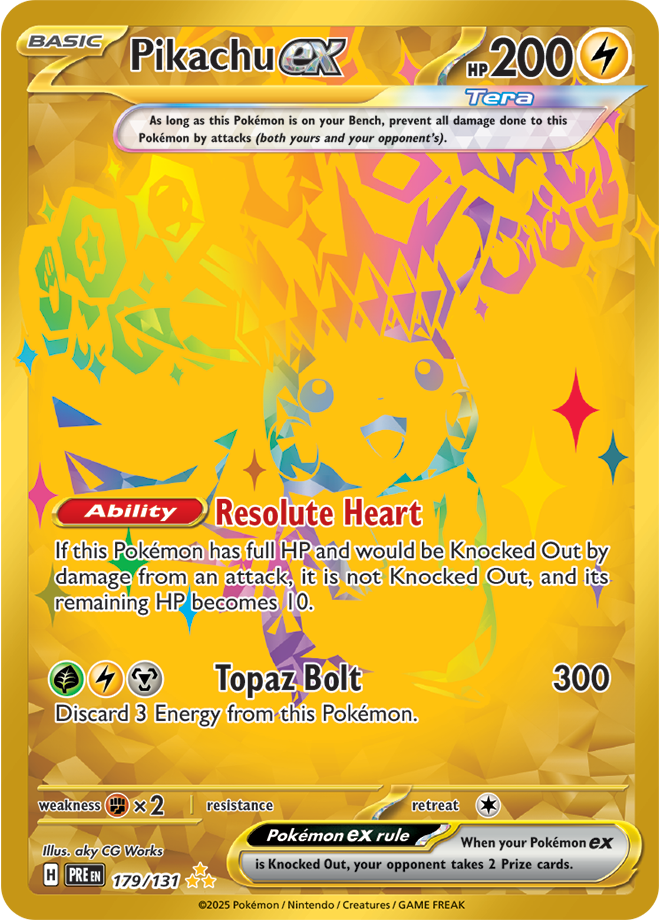 BASIC Pikachu ex HP 200
Tera
As long as this Pokémon is on your Bench, prevent all damage done to this
Pokémon by attacks (both yours and your opponent's).
Ability Resolute Heart
If this Pokémon has full HP and would be Knocked Out by
damage from an attack, it is not Knocked Out, and its
remaining HP becomes 10.
Topaz Bolt 300
Discard 3 Energy from this Pokémon.
weakness ×2 resistance retreat
Illus. aky CG Works
Pokémon ex rule
When your Pokémon ex
is Knocked Out, your opponent takes 2 Prize cards.
H PRE EN 179/131
©2025 Pokémon / Nintendo / Creatures / GAME FREAK